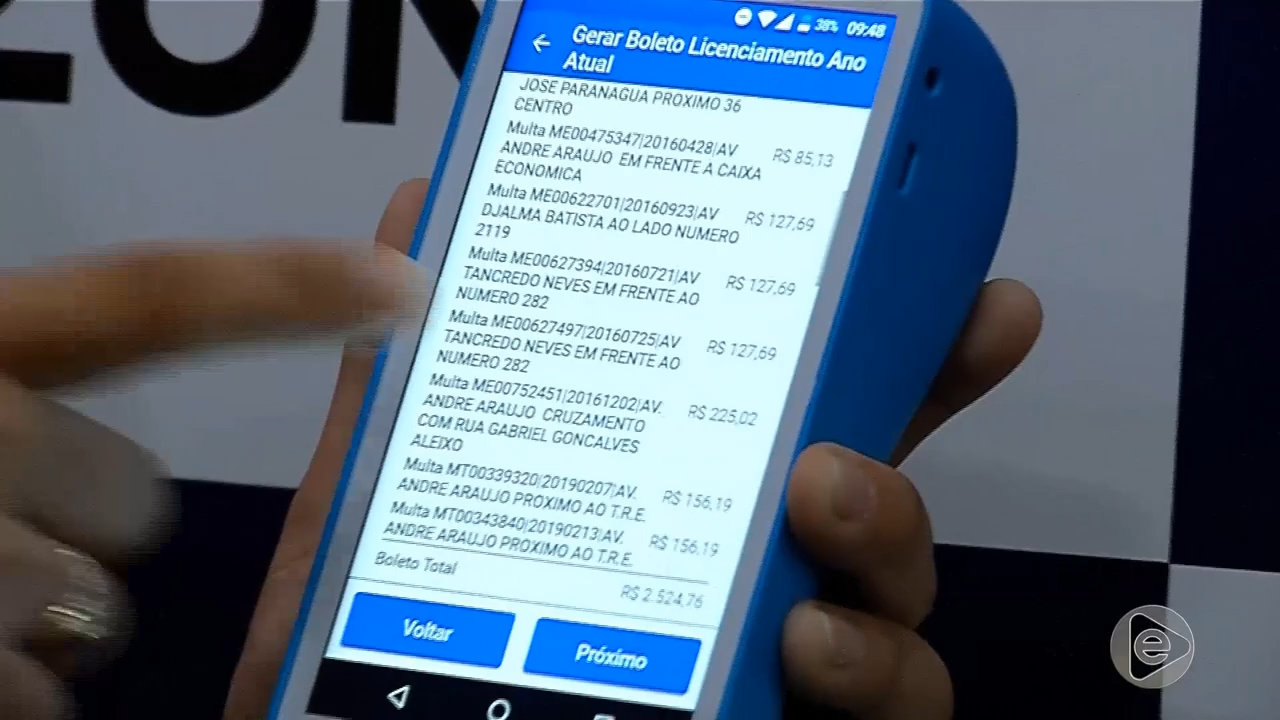 ZON
38% 09:48
Gerar Boleto Licenciamento Ano
Atual
JOSE PARANAGUA PROXIMO 36
CENTRO
Multa ME00475347|20160428|AV
ANDRE ARAUJO EM FRENTE A CAIXA
ECONOMICA
R$ 85,13
Multa ME00622701|20160923|AV
DJALMA BATISTA AO LADO NUMERO
2119
R$ 127,69
Multa ME00627394|20160721|AV
TANCREDO NEVES EM FRENTE AO
NUMERO 282
R$ 127,69
Multa ME00627497|20160725|AV
TANCREDO NEVES EM FRENTE AO
NUMERO 282
R$ 127,69
Multa ME00752451|20161202|AV.
ANDRE ARAUJO CRUZAMENTO
COM RUA GABRIEL GONCALVES
ALEIXO
R$ 225,02
Multa MT00339320|20190207|AV.
ANDRE ARAUJO PROXIMO AO T.R.E.
R$ 156,19
Multa MT00343840|20190213|AV.
ANDRE ARAUJO PROXIMO AO T.R.E.
R$ 156,19
Boleto Total
R$ 2.524,76
Voltar
Próximo
e